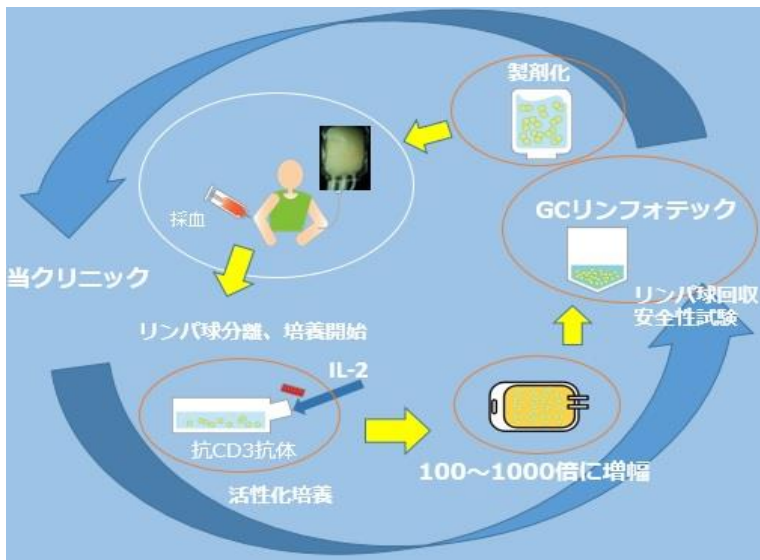 製剤化
採血
GCリンフォテック
当クリニック
リンパ球回収
安全性試験
リンパ球分離、培養開始
IL-2
抗CD3抗体
活性化培養
100～1000倍に増幅